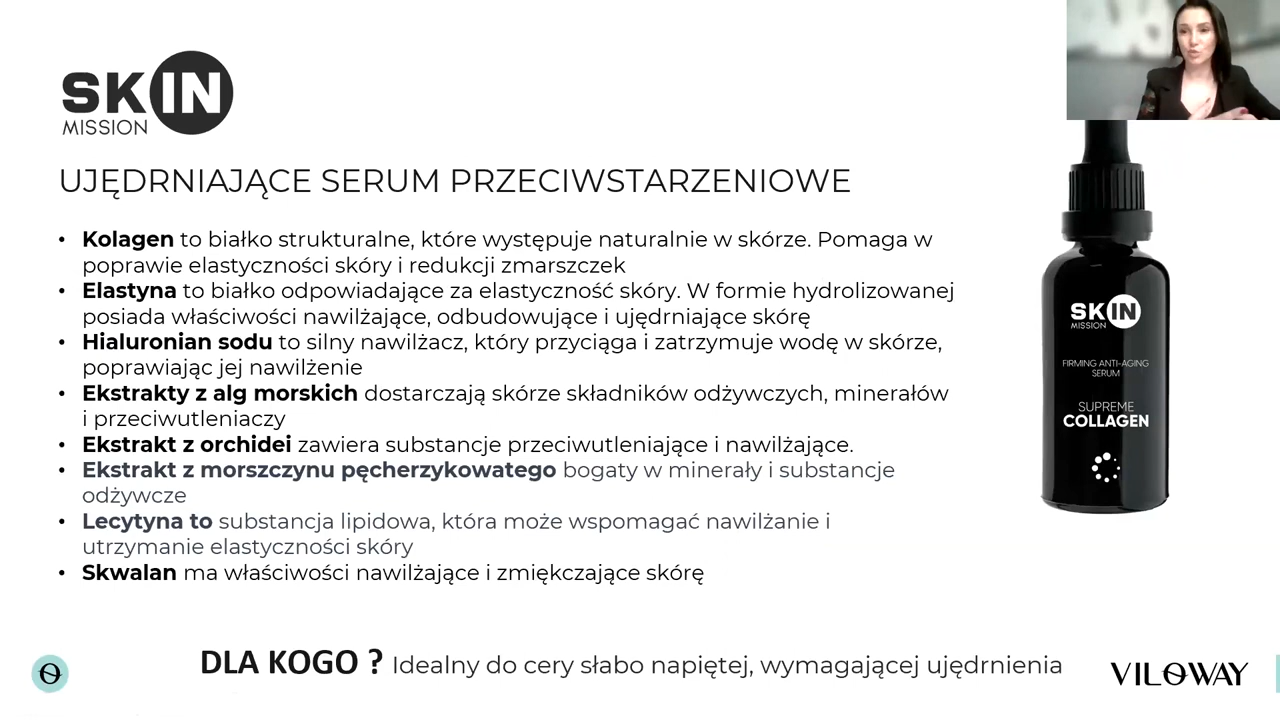 SKIN
MISSION
UJĘDRNIAJĄCE SERUM PRZECIWSTARZENIOWE
• Kolagen to białko strukturalne, które występuje naturalnie w skórze. Pomaga w
poprawie elastyczności skóry i redukcji zmarszczek
• Elastyna to białko odpowiadające za elastyczność skóry. W formie hydrolizowanej
posiada właściwości nawilżające, odbudowujące i ujędrniające skórę
• Hialuronian sodu to silny nawilżacz, który przyciąga i zatrzymuje wodę w skórze,
poprawiając jej nawilżenie
• Ekstrakty z alg morskich dostarczają skórze składników odżywczych, minerałów
i przeciwutleniaczy
• Ekstrakt z orchidei zawiera substancje przeciwutleniające i nawilżające.
• Ekstrakt z morszczynu pęcherzykowatego bogaty w minerały i substancje
odżywcze
• Lecytyna to substancja lipidowa, która może wspomagać nawilżanie i
utrzymanie elastyczności skóry
• Skwalan ma właściwości nawilżające i zmiękczające skórę
SKIN
MISSION
FIRMING ANTI-AGING
SERUM
SUPREME
COLLAGEN
DLA KOGO ? Idealny do cery słabo napiętej, wymagającej ujędrnienia
VILOWAY